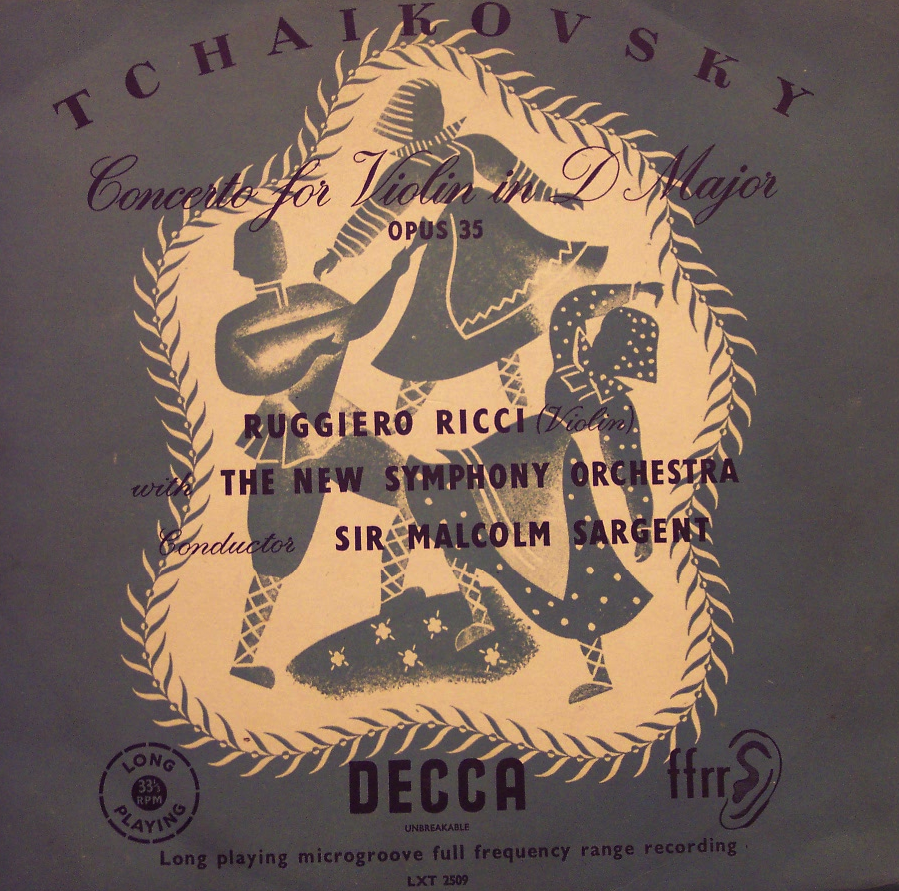 TCHAIKOVSKY
Concerto for Violin in D Major
OPUS 35
RUGGIERO RICCI (Violin)
with THE NEW SYMPHONY ORCHESTRA
Conductor SIR MALCOLM SARGENT
LONG
33⅓
RPM
PLAYING
DECCA
ffrr
UNBREAKABLE
Long playing microgroove full frequency range recording
LXT 2509